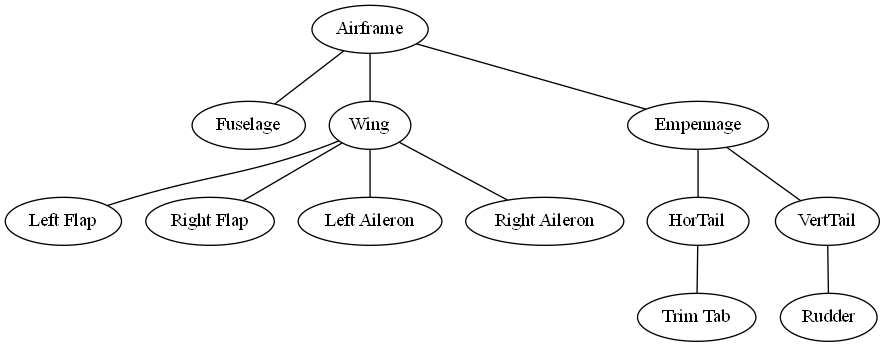 Airframe
Fuselage
Wing
Empennage
Left Flap
Right Flap
Left Aileron
Right Aileron
HorTail
VertTail
Trim Tab
Rudder